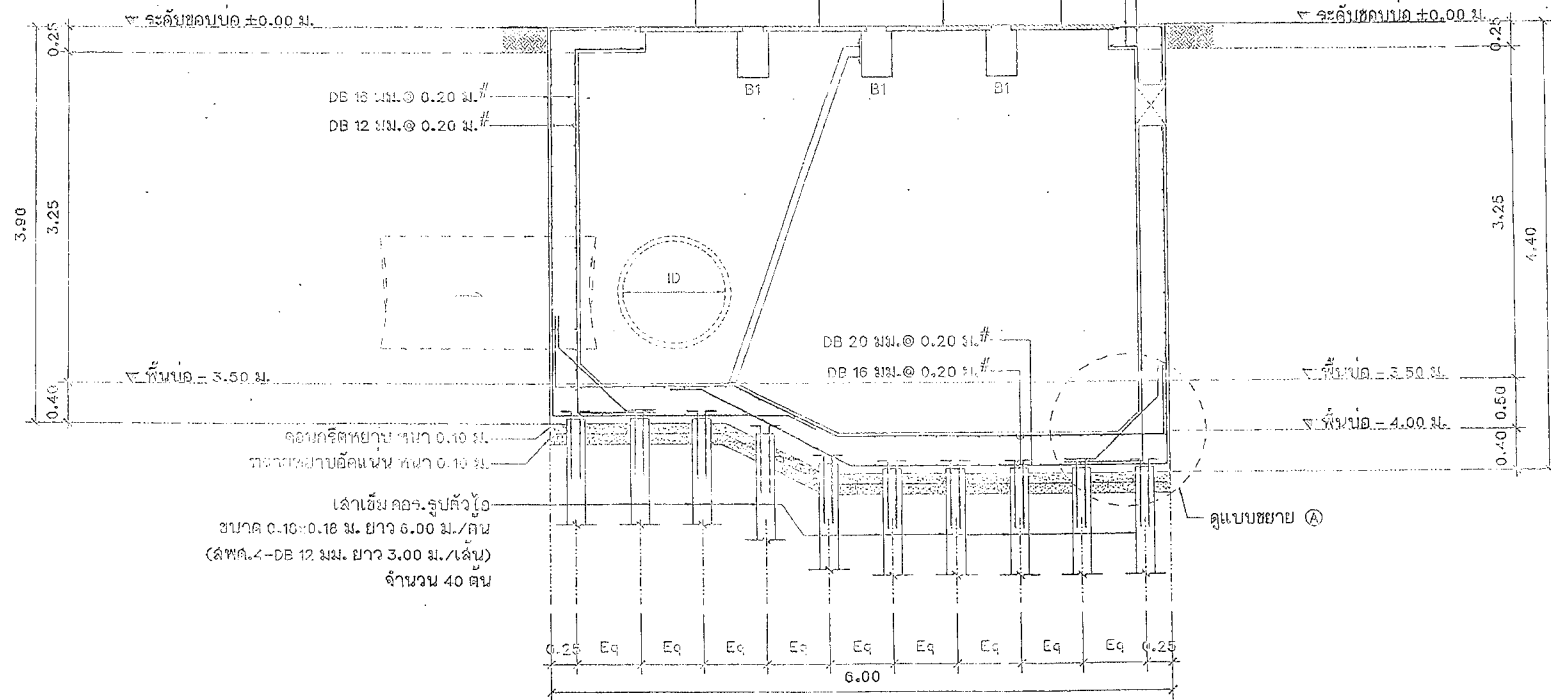 ระดับขอบบ่อ ±0.00 ม.
ระดับขอบบ่อ ±0.00 ม.
0.25
0.25
B1
B1
B1
DB 16 มม.@ 0.20 ม.#
DB 12 มม.@ 0.20 ม.#
3.90
3.25
3.25
4.40
ID
DB 20 มม.@ 0.20 ม.#
DB 16 มม.@ 0.20 ม.#
พื้นบ่อ - 3.50 ม.
พื้นบ่อ - 3.50 ม.
0.40
0.50
พื้นบ่อ - 4.00 ม.
0.40
คอนกรีตหยาบ หนา 0.10 ม.
ทรายหยาบอัดแน่น หนา 0.10 ม.
เสาเข็ม คอร.รูปตัวไอ
ขนาด 0.18x0.18 ม. ยาว 6.00 ม./ต้น
(สพด.4-DB 12 มม. ยาว 3.00 ม./เส้น)
จำนวน 40 ต้น
ดูแบบขยาย Ⓐ
0.25 Eq Eq Eq Eq Eq Eq Eq Eq Eq 0.25
6.00